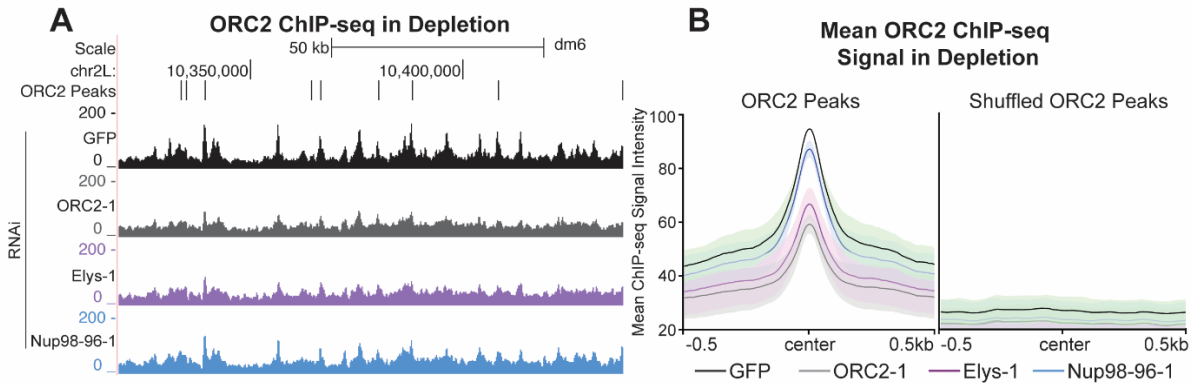 A
ORC2 ChIP-seq in Depletion
Scale
50 kb
dm6
chr2L:
10,350,000
10,400,000
ORC2 Peaks
RNAi
200 -
GFP
0 _
200 -
ORC2-1
0 _
200 -
Elys-1
0 _
200 -
Nup98-96-1
0 _
B
Mean ORC2 ChIP-seq
Signal in Depletion
ORC2 Peaks
Shuffled ORC2 Peaks
Mean ChIP-seq Signal Intensity
100
80
60
40
20
-0.5 center 0.5kb
-0.5 center 0.5kb
GFP ORC2-1 Elys-1 Nup98-96-1